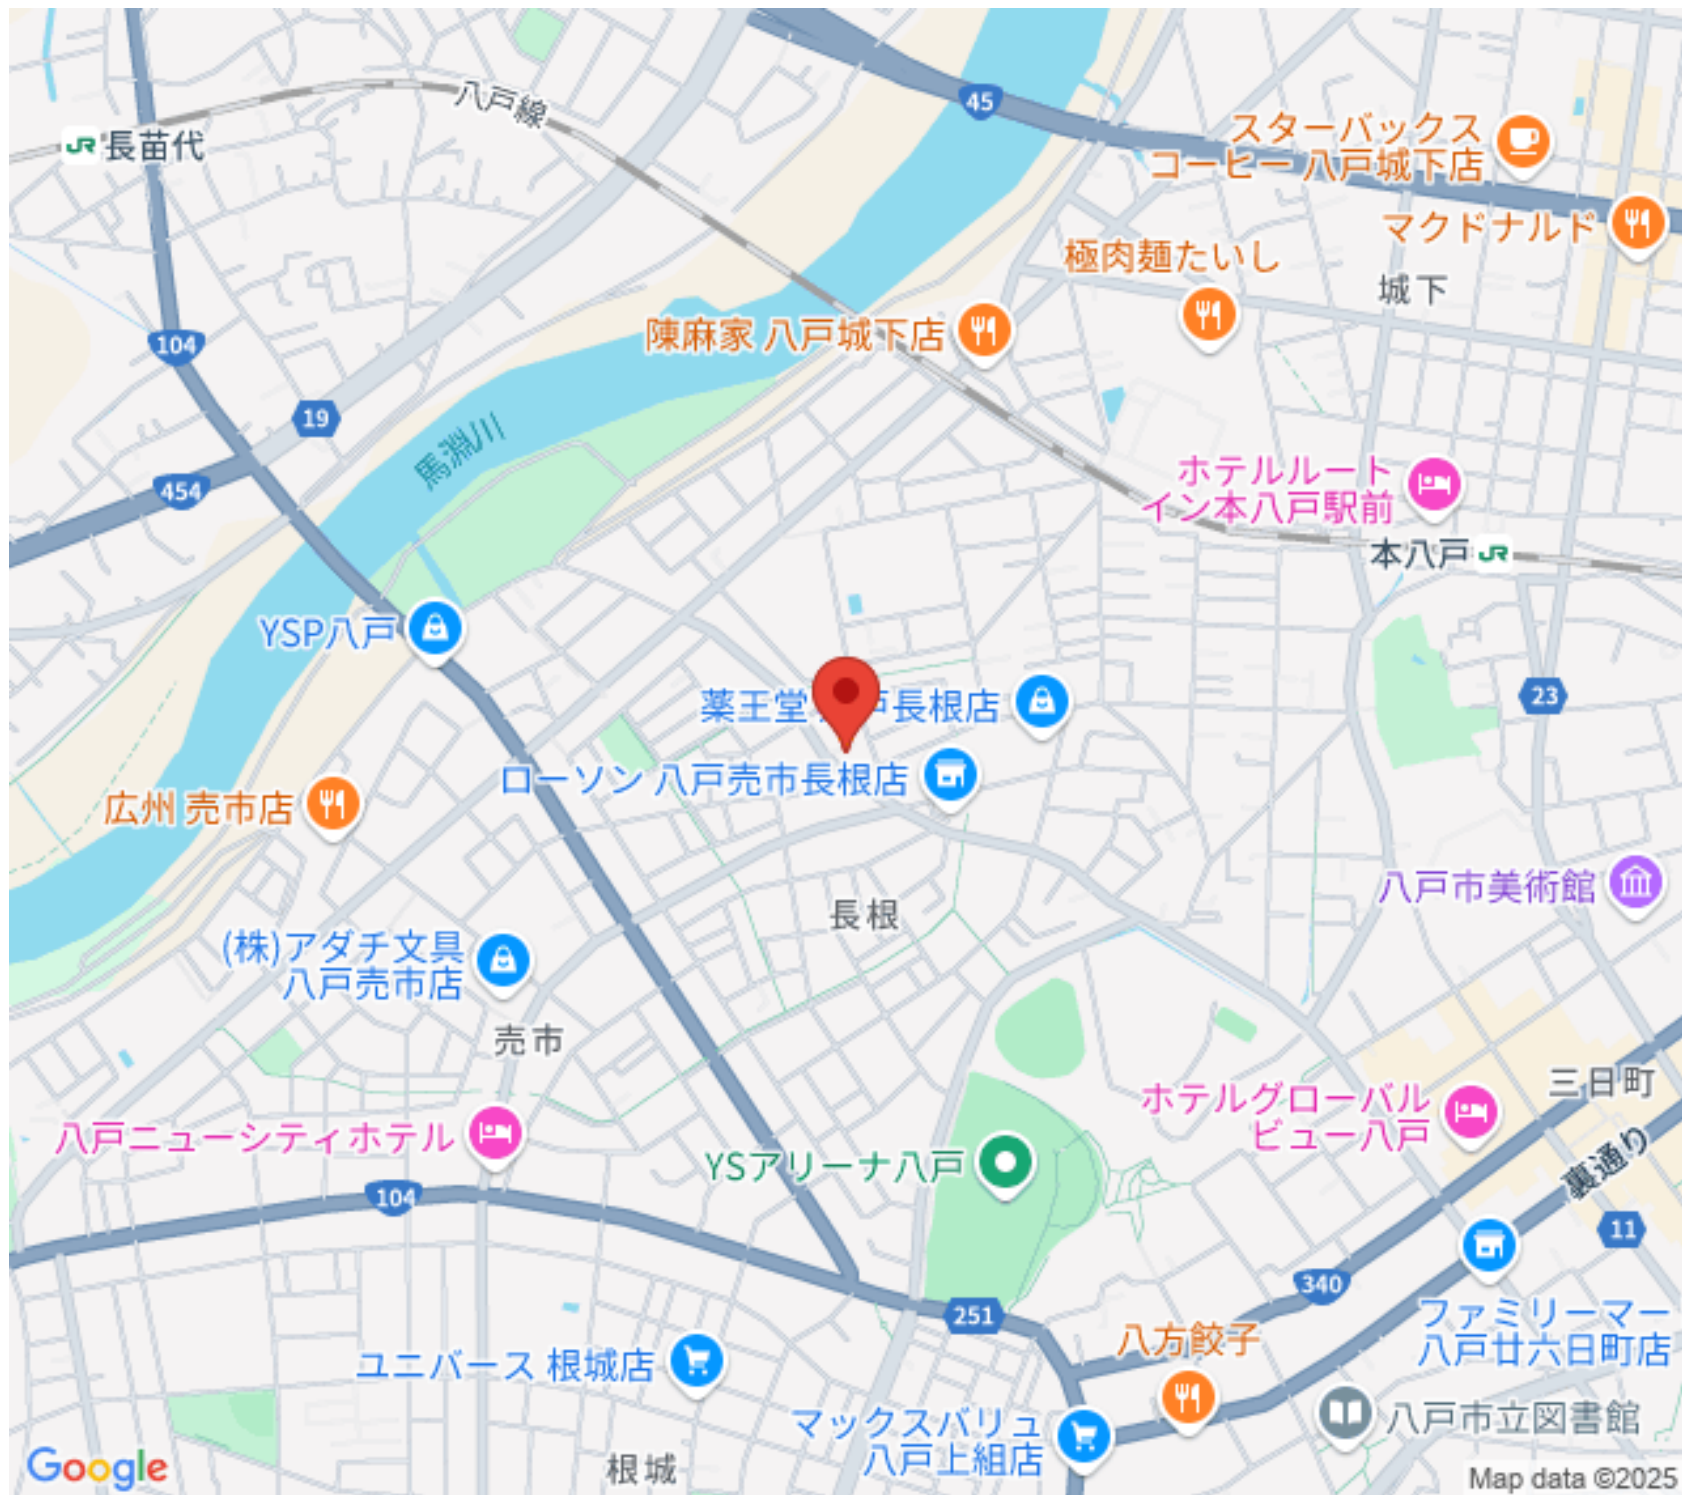 45
八戸線
スターバックス
コーヒー 八戸城下店
JR 長苗代
マクドナルド
極肉麺たいし
城下
陳麻家 八戸城下店
104
19
馬淵川
454
ホテルルート
イン本八戸駅前
本八戸 JR
YSP八戸
23
薬王堂 八戸長根店
ローソン 八戸売市長根店
広州 売市店
八戸市美術館
長根
(株)アダチ文具
八戸売市店
売市
三日町
ホテルグローバル
ビュー八戸
八戸ニューシティホテル
YSアリーナ八戸
裏通り
104
11
340
251
ファミリーマー
八戸廿六日町店
八方餃子
ユニバース 根城店
マックスバリュ
八戸上組店
八戸市立図書館
根城
Google
Map data ©2025